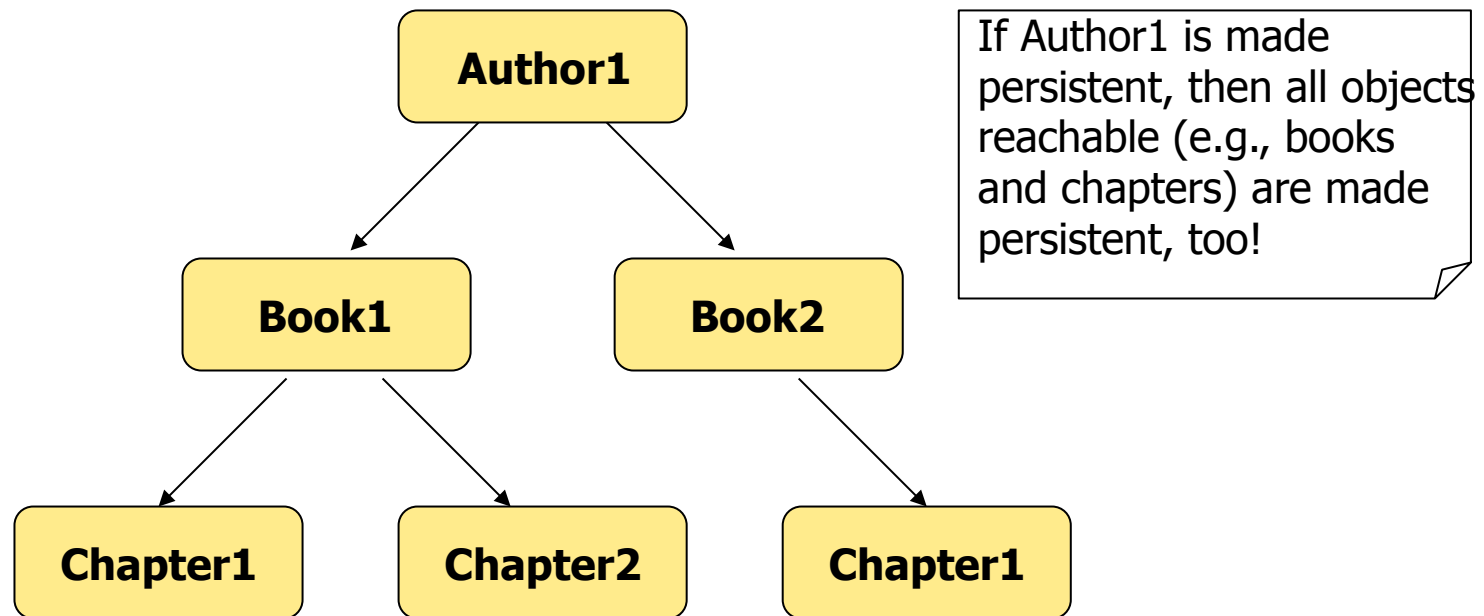 Author1
If Author1 is made
persistent, then all objects
reachable (e.g., books
and chapters) are made
persistent, too!
Book1
Book2
Chapter1
Chapter2
Chapter1